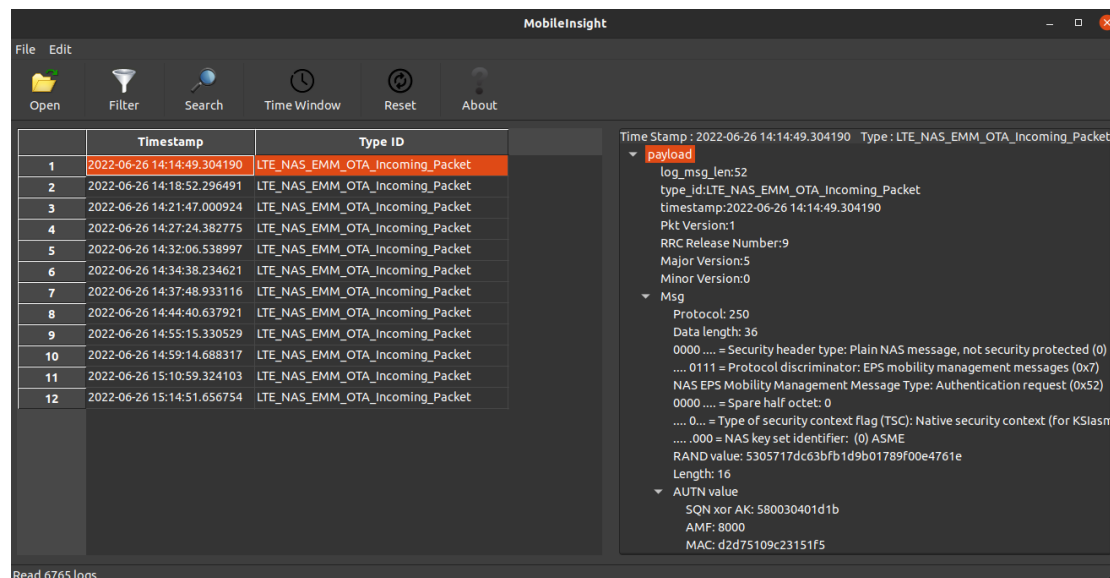 MobileInsight
File Edit
Open Filter Search Time Window Reset About
Timestamp Type ID
1 2022-06-26 14:14:49.304190 LTE_NAS_EMM_OTA_Incoming_Packet
2 2022-06-26 14:18:52.296491 LTE_NAS_EMM_OTA_Incoming_Packet
3 2022-06-26 14:21:47.000924 LTE_NAS_EMM_OTA_Incoming_Packet
4 2022-06-26 14:27:24.382775 LTE_NAS_EMM_OTA_Incoming_Packet
5 2022-06-26 14:32:06.538997 LTE_NAS_EMM_OTA_Incoming_Packet
6 2022-06-26 14:34:38.234621 LTE_NAS_EMM_OTA_Incoming_Packet
7 2022-06-26 14:37:48.933116 LTE_NAS_EMM_OTA_Incoming_Packet
8 2022-06-26 14:44:40.637921 LTE_NAS_EMM_OTA_Incoming_Packet
9 2022-06-26 14:55:15.330529 LTE_NAS_EMM_OTA_Incoming_Packet
10 2022-06-26 14:59:14.688317 LTE_NAS_EMM_OTA_Incoming_Packet
11 2022-06-26 15:10:59.324103 LTE_NAS_EMM_OTA_Incoming_Packet
12 2022-06-26 15:14:51.656754 LTE_NAS_EMM_OTA_Incoming_Packet
Time Stamp : 2022-06-26 14:14:49.304190 Type : LTE_NAS_EMM_OTA_Incoming_Packet
payload
log_msg_len:52
type_id:LTE_NAS_EMM_OTA_Incoming_Packet
timestamp:2022-06-26 14:14:49.304190
Pkt Version:1
RRC Release Number:9
Major Version:5
Minor Version:0
Msg
Protocol: 250
Data length: 36
0000 .... = Security header type: Plain NAS message, not security protected (0)
.... 0111 = Protocol discriminator: EPS mobility management messages (0x7)
NAS EPS Mobility Management Message Type: Authentication request (0x52)
0000 .... = Spare half octet: 0
.... 0... = Type of security context flag (TSC): Native security context (for KSIasm
.... .000 = NAS key set identifier: (0) ASME
RAND value: 5305717dc63bfb1d9b01789f00e4761e
Length: 16
AUTN value
SQN xor AK: 580030401d1b
AMF: 8000
MAC: d2d75109c23151f5
Read 6765 logs